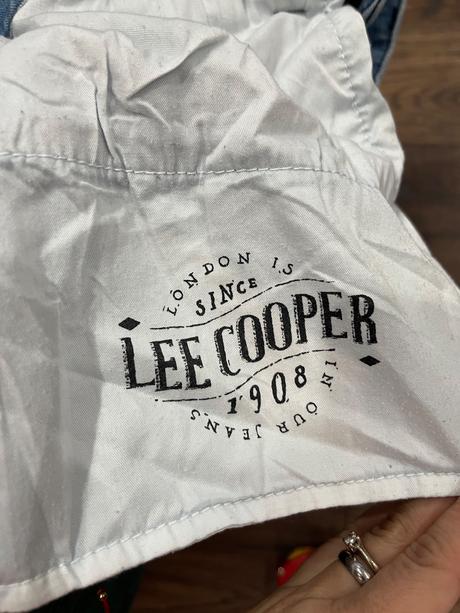 LONDON IS
SINCE
LEE COOPER
1908
IN OUR JEANS